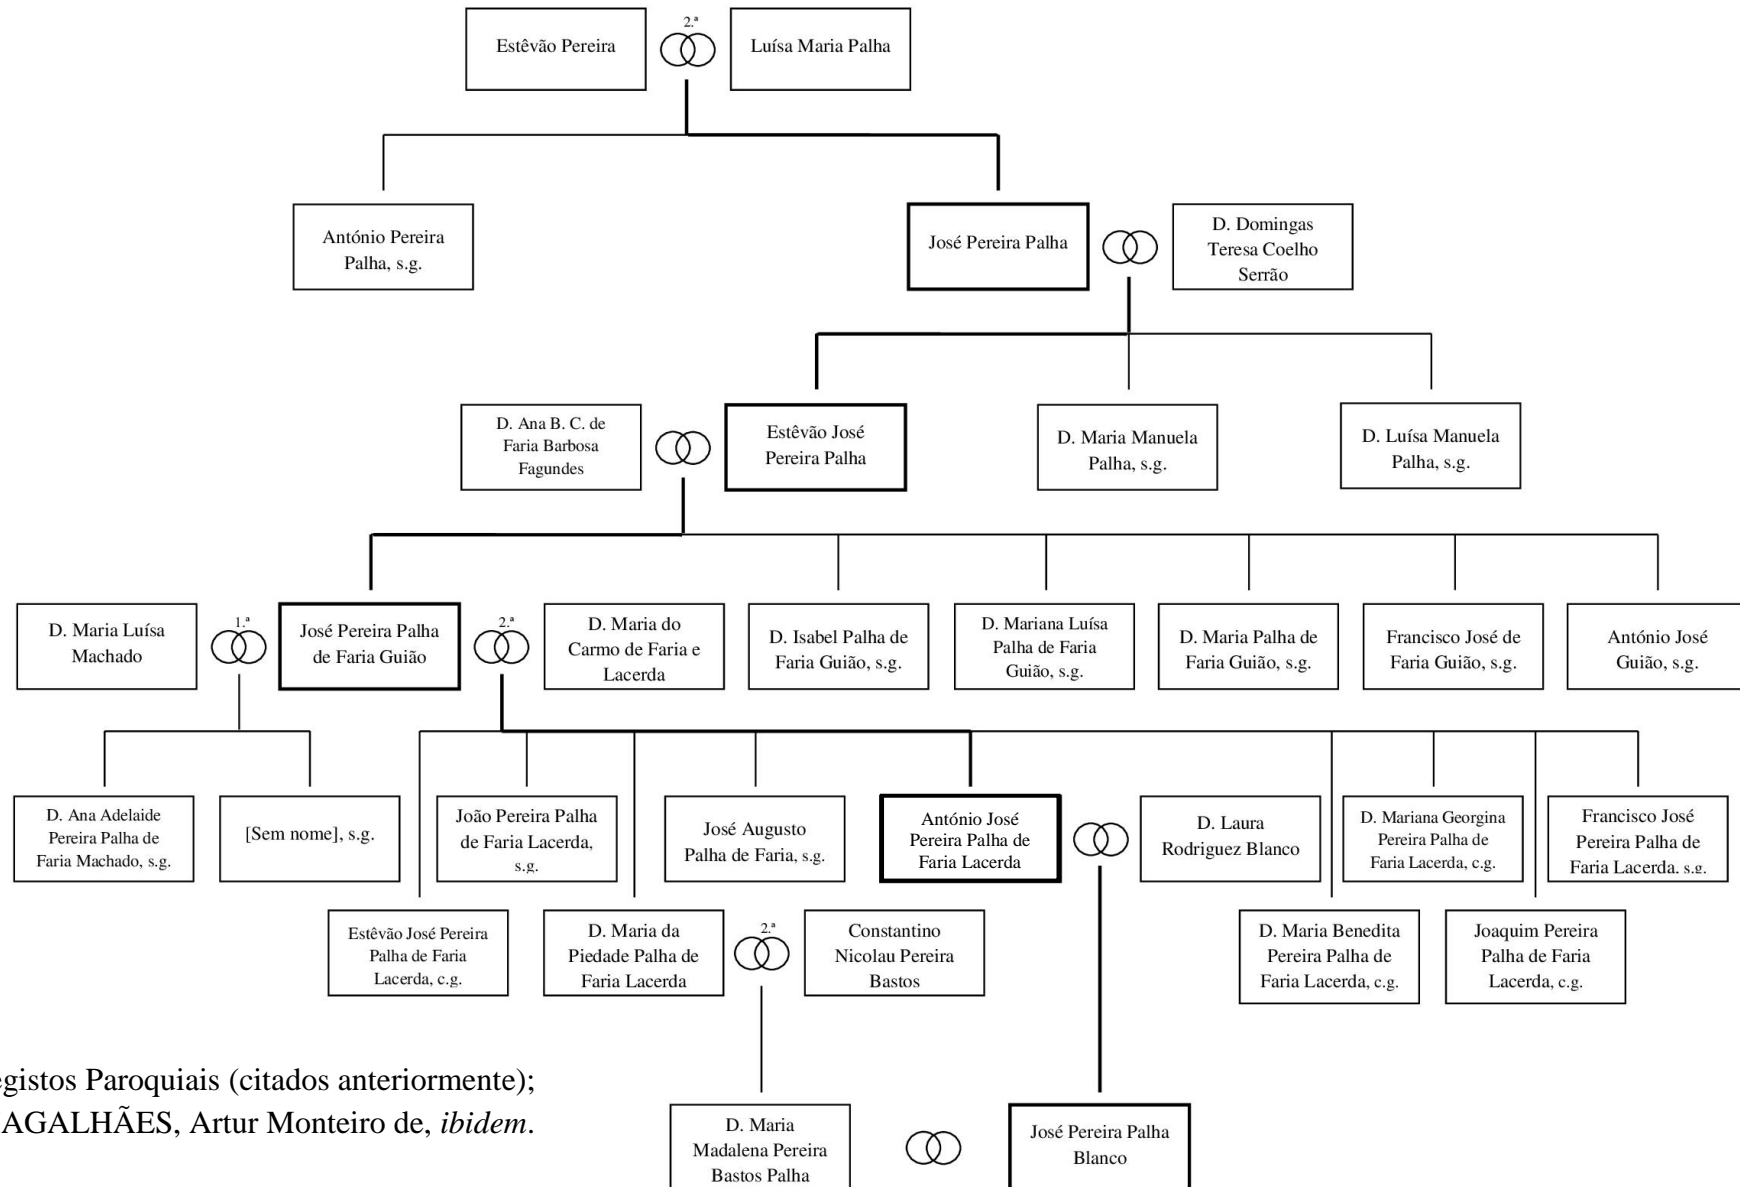 Estêvão Pereira
2.ª
Luísa Maria Palha
António Pereira
Palha, s.g.
José Pereira Palha
D. Domingas
Teresa Coelho
Serrão
D. Ana B. C. de
Faria Barbosa
Fagundes
Estêvão José
Pereira Palha
D. Maria Manuela
Palha, s.g.
D. Luísa Manuela
Palha, s.g.
D. Maria Luísa
Machado
1.ª
José Pereira Palha
de Faria Guião
2.ª
D. Maria do
Carmo de Faria e
Lacerda
D. Isabel Palha de
Faria Guião, s.g.
D. Mariana Luísa
Palha de Faria
Guião, s.g.
D. Maria Palha de
Faria Guião, s.g.
Francisco José de
Faria Guião, s.g.
António José
Guião, s.g.
D. Ana Adelaide
Pereira Palha de
Faria Machado, s.g.
[Sem nome], s.g.
João Pereira Palha
de Faria Lacerda,
s.g.
José Augusto
Palha de Faria, s.g.
António José
Pereira Palha de
Faria Lacerda
D. Laura
Rodriguez Blanco
D. Mariana Georgina
Pereira Palha de
Faria Lacerda, c.g.
Francisco José
Pereira Palha de
Faria Lacerda, s.g.
Estêvão José Pereira
Palha de Faria
Lacerda, c.g.
D. Maria da
Piedade Palha de
Faria Lacerda
2.ª
Constantino
Nicolau Pereira
Bastos
D. Maria Benedita
Pereira Palha de
Faria Lacerda, c.g.
Joaquim Pereira
Palha de Faria
Lacerda, c.g.
egistos Paroquiais (citados anteriormente);
AGALHÃES, Artur Monteiro de, ibidem.
D. Maria
Madalena Pereira
Bastos Palha
José Pereira Palha
Blanco